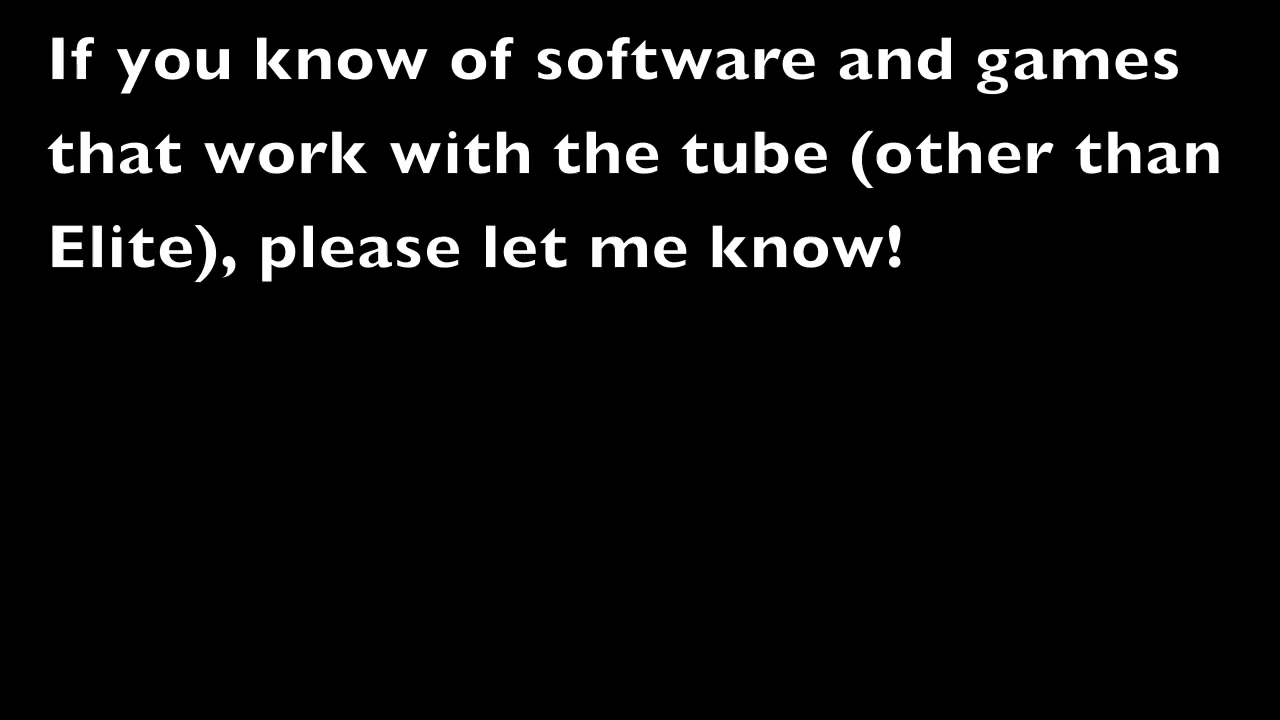 If you know of software and games
that work with the tube (other than
Elite), please let me know!